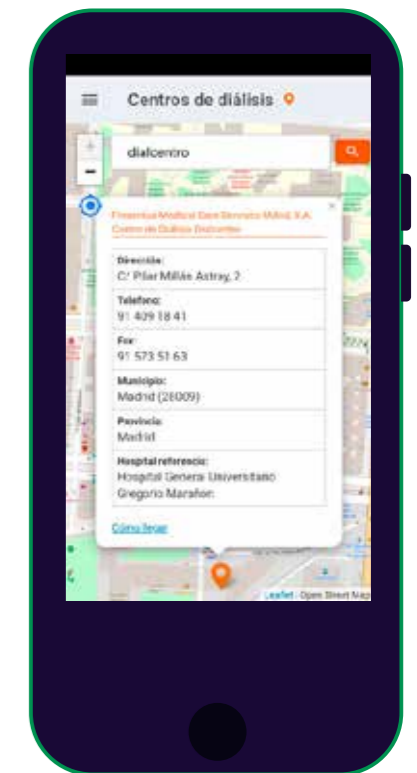 Centros de diálisis
dialcentro
Fresenius Medical Care Services Madrid, S.A.
Centro de Diálisis Dialcentro
Dirección:
C/ Pilar Millán Astray, 2
Teléfono:
91 409 18 41
Fax:
91 573 51 63
Municipio:
Madrid (28009)
Provincia:
Madrid
Hospital referencia:
Hospital General Universitario
Gregorio Marañón
Cómo llegar
Leaflet Open Street Map